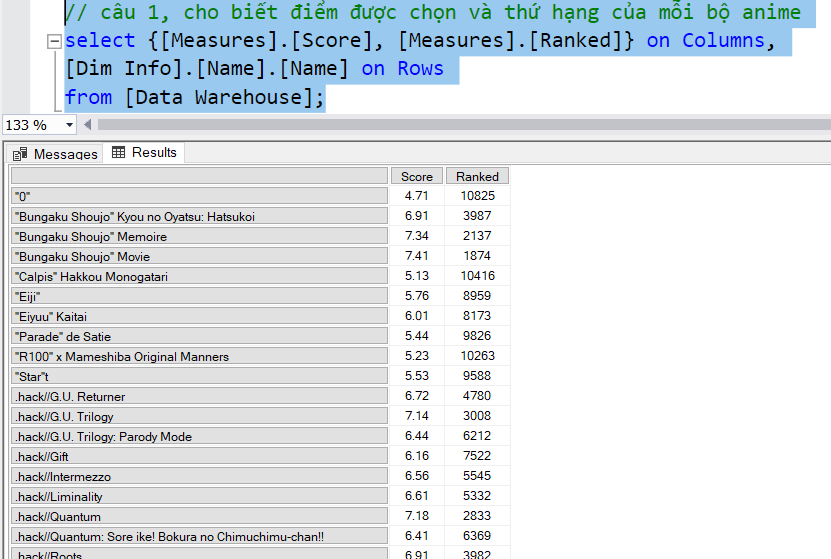 // câu 1, cho biết điểm được chọn và thứ hạng của mỗi bộ anime
select {[Measures].[Score], [Measures].[Ranked]} on Columns,
[Dim Info].[Name].[Name] on Rows
from [Data Warehouse];
133 %
Messages Results
Score Ranked
"0" 4.71 10825
"Bungaku Shoujo" Kyou no Oyatsu: Hatsukoi 6.91 3987
"Bungaku Shoujo" Memoire 7.34 2137
"Bungaku Shoujo" Movie 7.41 1874
"Calpis" Hakkou Monogatari 5.13 10416
"Eiji" 5.76 8959
"Eiyuu" Kaitai 6.01 8173
"Parade" de Satie 5.44 9826
"R100" x Mameshiba Original Manners 5.23 10263
"Star"t 5.53 9588
.hack//G.U. Returner 6.72 4780
.hack//G.U. Trilogy 7.14 3008
.hack//G.U. Trilogy: Parody Mode 6.44 6212
.hack//Gift 6.16 7522
.hack//Intermezzo 6.56 5545
.hack//Liminality 6.61 5332
.hack//Quantum 7.18 2833
.hack//Quantum: Sore ike! Bokura no Chimuchimu-chan!! 6.41 6369
.hack//Roots 6.91 3982